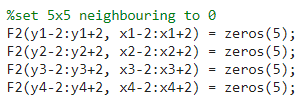 %set 5x5 neighbouring to 0
F2(y1-2:y1+2, x1-2:x1+2) = zeros(5);
F2(y2-2:y2+2, x2-2:x2+2) = zeros(5);
F2(y3-2:y3+2, x3-2:x3+2) = zeros(5);
F2(y4-2:y4+2, x4-2:x4+2) = zeros(5);